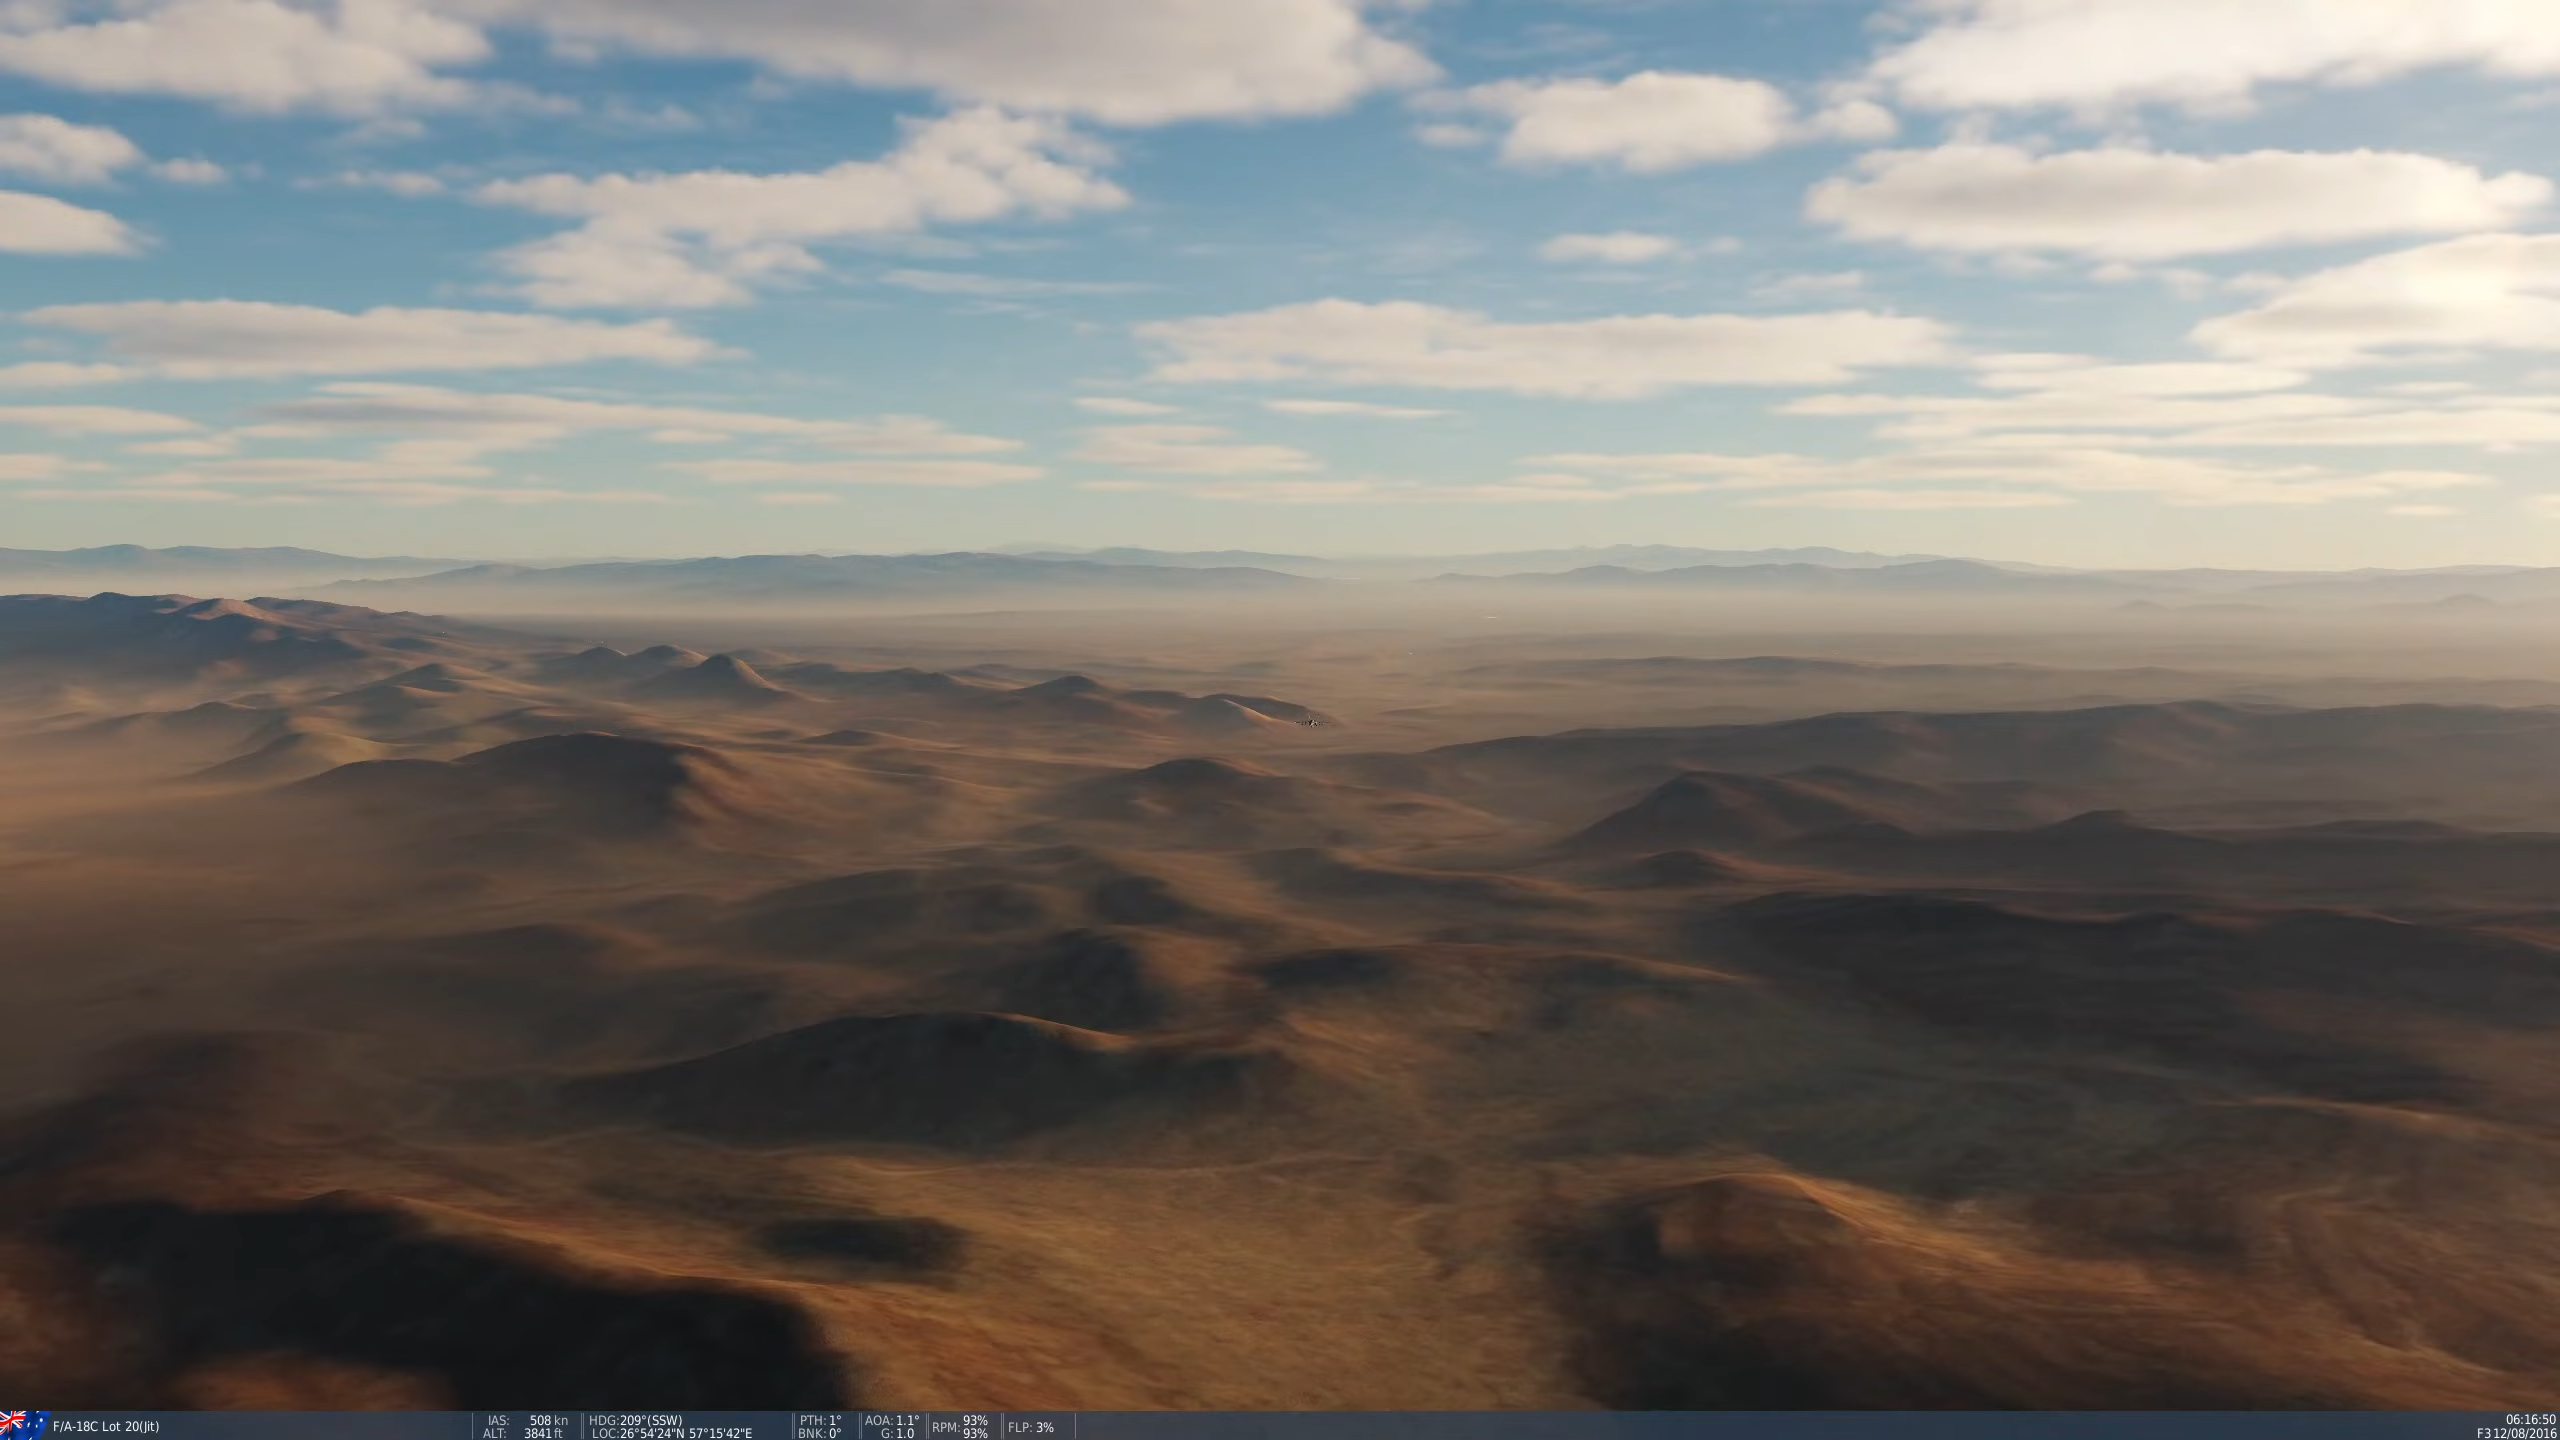 F/A-18C Lot 20(Jit)
IAS: 508 kn
ALT: 3841 ft
HDG:209°(SSW)
LOC:26°54'24"N 57°15'42"E
PTH: 1°
BNK: 0°
AOA: 1.1°
G: 1.0
RPM: 93%
93%
FLP: 3%
06:16:50
F3 12/08/2016